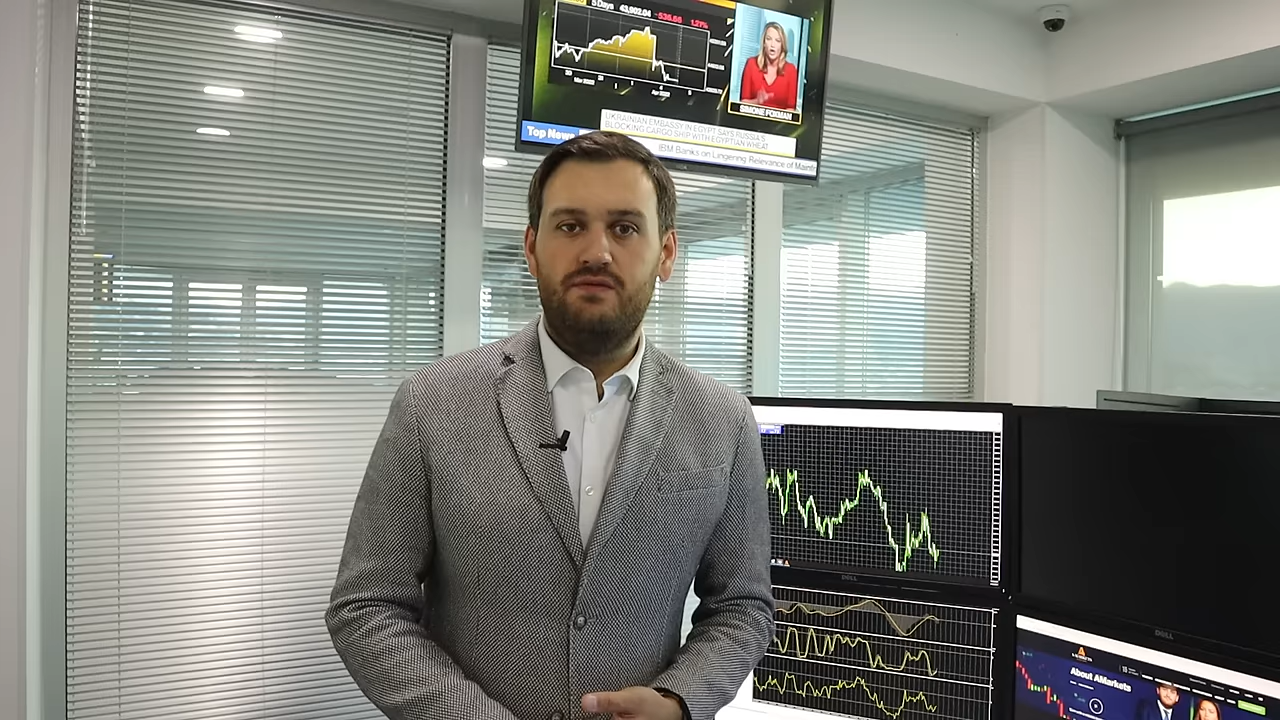 5 Days 43,902.04 -536.66 1.21%
Mar 2022
Apr 2022
SIMONE FOXMAN
UKRAINIAN EMBASSY IN EGYPT SAYS RUSSIA'S
BLOCKING CARGO SHIP WITH EGYPTIAN WHEAT
Top News
IBM Banks on Lingering Relevance of Mainfr
DELL
DELL
About AMarkets